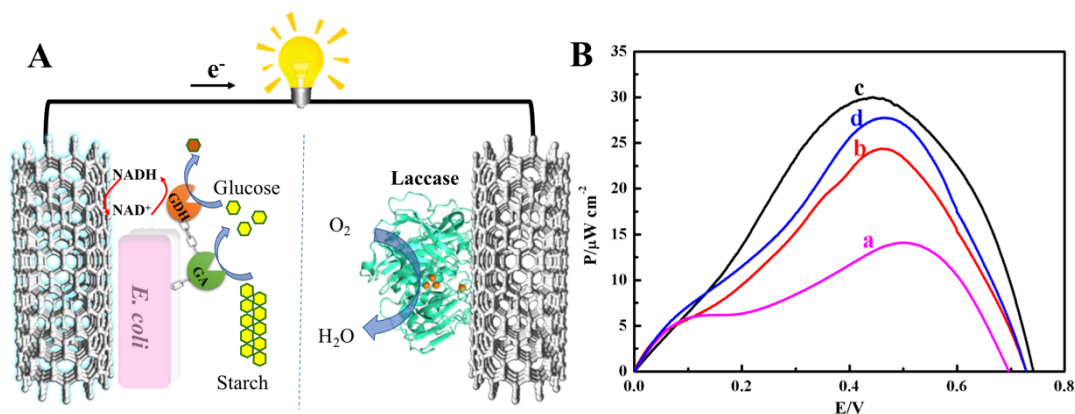 A
e⁻
NADH
NAD⁺
GDH
Glucose
GA
E. coli
Starch
Laccase
O₂
H₂O
B
P/μW cm⁻²
35
30
25
20
15
10
5
0
c
d
b
a
0.0
0.2
0.4
0.6
0.8
E/V